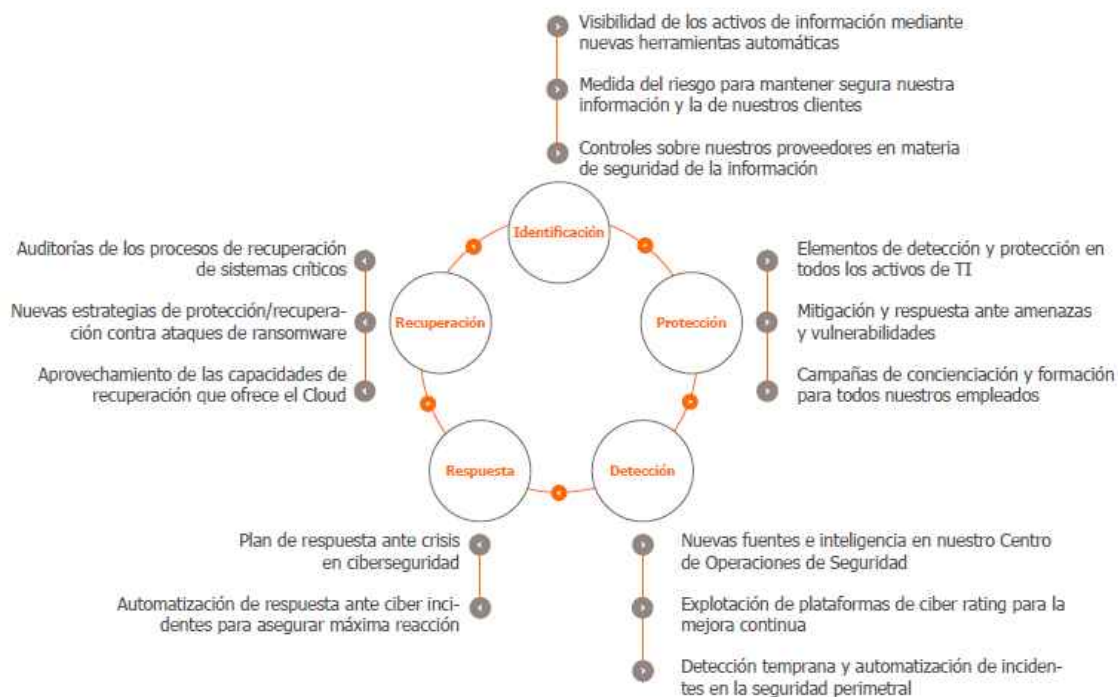 Visibilidad de los activos de información mediante
nuevas herramientas automáticas
Medida del riesgo para mantener segura nuestra
información y la de nuestros clientes
Controles sobre nuestros proveedores en materia
de seguridad de la información
Identificación
Elementos de detección y protección en
todos los activos de TI
Protección
Mitigación y respuesta ante amenazas
y vulnerabilidades
Campañas de concienciación y formación
para todos nuestros empleados
Detección
Nuevas fuentes e inteligencia en nuestro Centro
de Operaciones de Seguridad
Explotación de plataformas de ciber rating para la
mejora continua
Detección temprana y automatización de inciden-
tes en la seguridad perimetral
Respuesta
Plan de respuesta ante crisis
en ciberseguridad
Automatización de respuesta ante ciber inci-
dentes para asegurar máxima reacción
Recuperación
Auditorías de los procesos de recuperación
de sistemas críticos
Nuevas estrategias de protección/recupera-
ción contra ataques de ransomware
Aprovechamiento de las capacidades de
recuperación que ofrece el Cloud